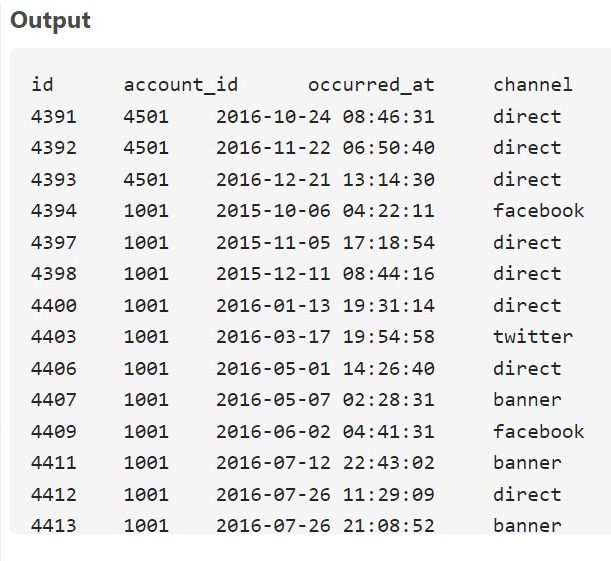 Output
id account_id occurred_at channel
4391 4501 2016-10-24 08:46:31 direct
4392 4501 2016-11-22 06:50:40 direct
4393 4501 2016-12-21 13:14:30 direct
4394 1001 2015-10-06 04:22:11 facebook
4397 1001 2015-11-05 17:18:54 direct
4398 1001 2015-12-11 08:44:16 direct
4400 1001 2016-01-13 19:31:14 direct
4403 1001 2016-03-17 19:54:58 twitter
4406 1001 2016-05-01 14:26:40 direct
4407 1001 2016-05-07 02:28:31 banner
4409 1001 2016-06-02 04:41:31 facebook
4411 1001 2016-07-12 22:43:02 banner
4412 1001 2016-07-26 11:29:09 direct
4413 1001 2016-07-26 21:08:52 banner